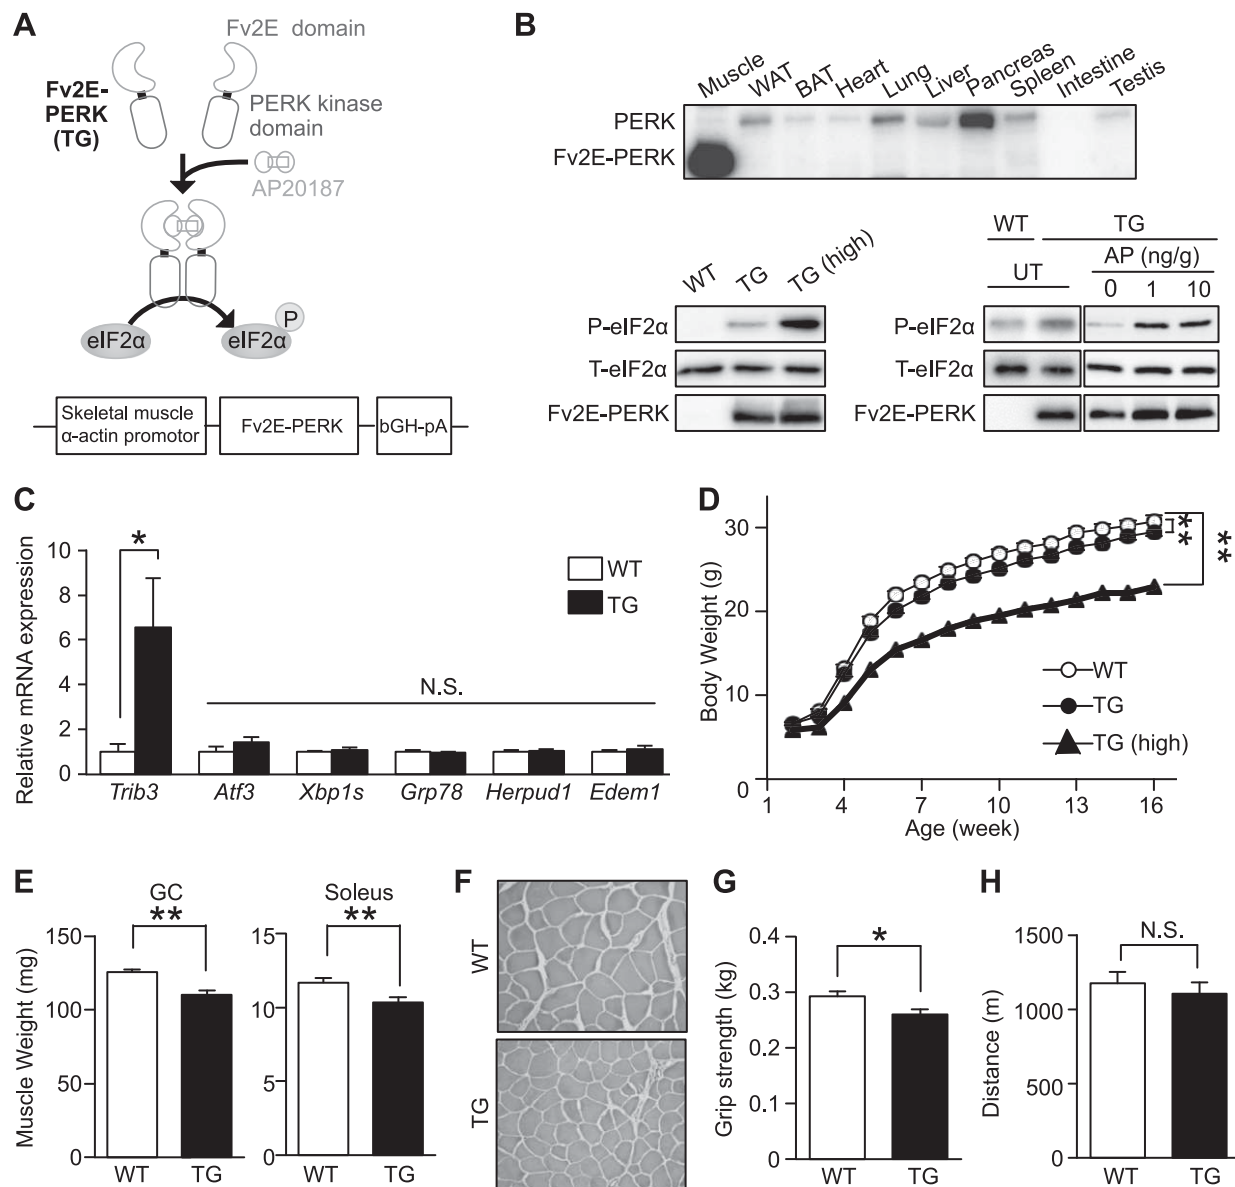 A
Fv2E domain
Fv2E-
PERK
(TG)
PERK kinase
domain
AP20187
P
eIF2α
eIF2α
Skeletal muscle
α-actin promotor
Fv2E-PERK
bGH-pA
B
Muscle WAT BAT Heart Lung Liver Pancreas Spleen Intestine Testis
PERK
Fv2E-PERK
WT TG TG (high)
P-eIF2α
T-eIF2α
Fv2E-PERK
WT TG
UT AP (ng/g)
0 1 10
P-eIF2α
T-eIF2α
Fv2E-PERK
C
Relative mRNA expression
10
8
6
4
2
0
*
N.S.
WT
TG
Trib3 Atf3 Xbp1s Grp78 Herpud1 Edem1
D
Body Weight (g)
30
20
10
0
**
**
WT
TG
TG (high)
1 4 7 10 13 16
Age (week)
E
Muscle Weight (mg)
GC
**
150
100
50
0
WT TG
Soleus
**
15
10
5
0
WT TG
F
WT
TG
G
Grip strength (kg)
*
0.4
0.3
0.2
0.1
0
WT TG
H
Distance (m)
N.S.
1500
1000
500
0
WT TG